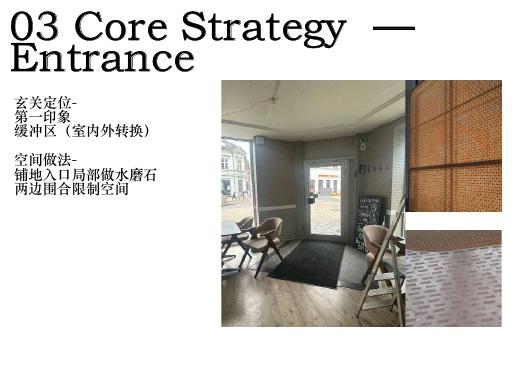 03 Core Strategy —
Entrance
玄关定位-
第一印象
缓冲区（室内外转换）
空间做法-
铺地入口局部做水磨石
两边围合限制空间